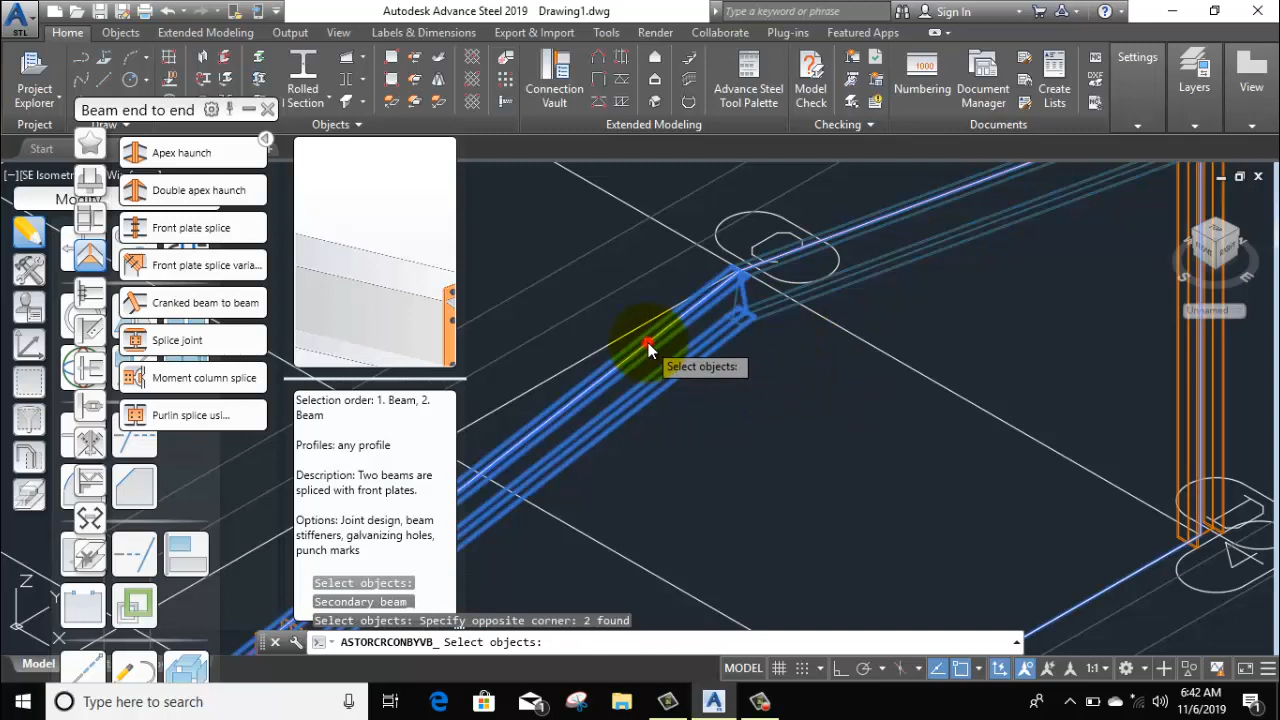 STL
Autodesk Advance Steel 2019 Drawing1.dwg
Type a keyword or phrase
Sign In
Home
Objects
Extended Modeling
Output
View
Labels & Dimensions
Export & Import
Tools
Render
Collaborate
Plug-ins
Featured Apps
Project Explorer
Rolled I Section
Connection Vault
Advance Steel Tool Palette
Model Check
1000
Numbering
Document Manager
DXF
Create Lists
Settings
Layers
View
Project
Draw
Objects
Extended Modeling
Checking
Documents
Beam end to end
Start
Modify
Apex haunch
Double apex haunch
Front plate splice
Front plate splice varia...
Cranked beam to beam
Splice joint
Moment column splice
Purlin splice usi...
Selection order: 1. Beam, 2.
Beam
Profiles: any profile
Description: Two beams are
spliced with front plates.
Options: Joint design, beam
stiffeners, galvanizing holes,
punch marks
Select objects:
Secondary beam
Select objects: Specify opposite corner: 2 found
ASTORCRCONBYVB_ Select objects:
Select objects:
Unnamed
S
E
Z
Y
X
Model
MODEL
1:1
Type here to search
6:42 AM
11/6/2019